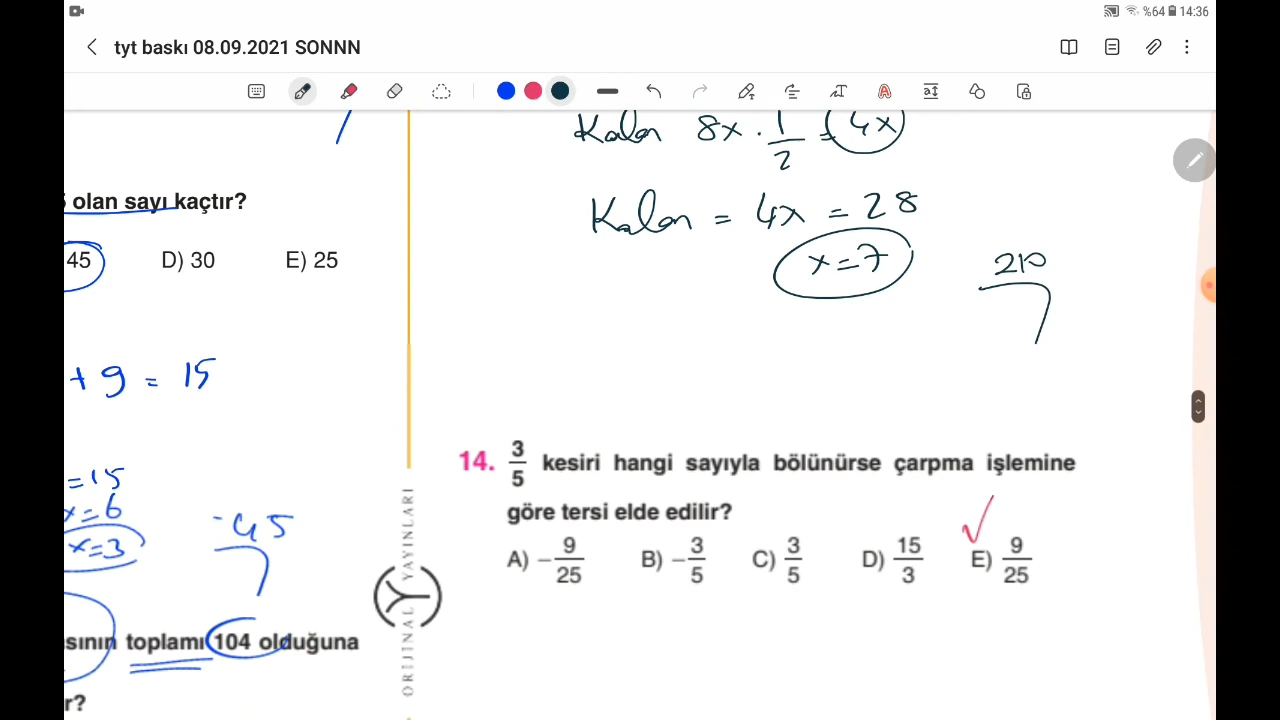 %64 14:36
tyt baskı 08.09.2021 SONNN
olan sayı kaçtır?
45 D) 30 E) 25
+ 9 = 15
= 15
x = 6
x = 3
-45
sının toplamı 104 olduğuna
r?
ORİJİNAL YAYINLARI
Kalan 8x . 1/2 = 4x
Kalan = 4x = 28
x = 7
210
14. 3/5 kesiri hangi sayıyla bölünürse çarpma işlemine
göre tersi elde edilir?
A) -9/25 B) -3/5 C) 3/5 D) 15/3 E) 9/25